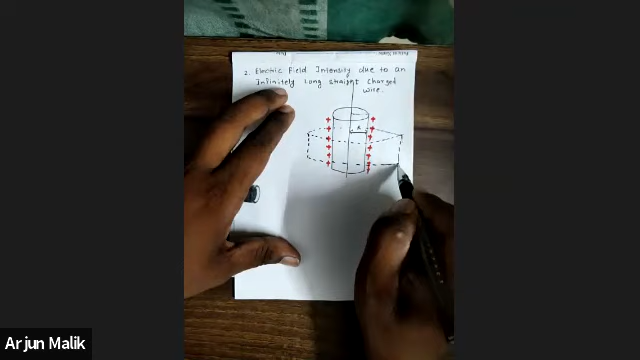 2. Electric Field Intensity due to an
Infinitely long straight charged
wire.
R
Arjun Malik